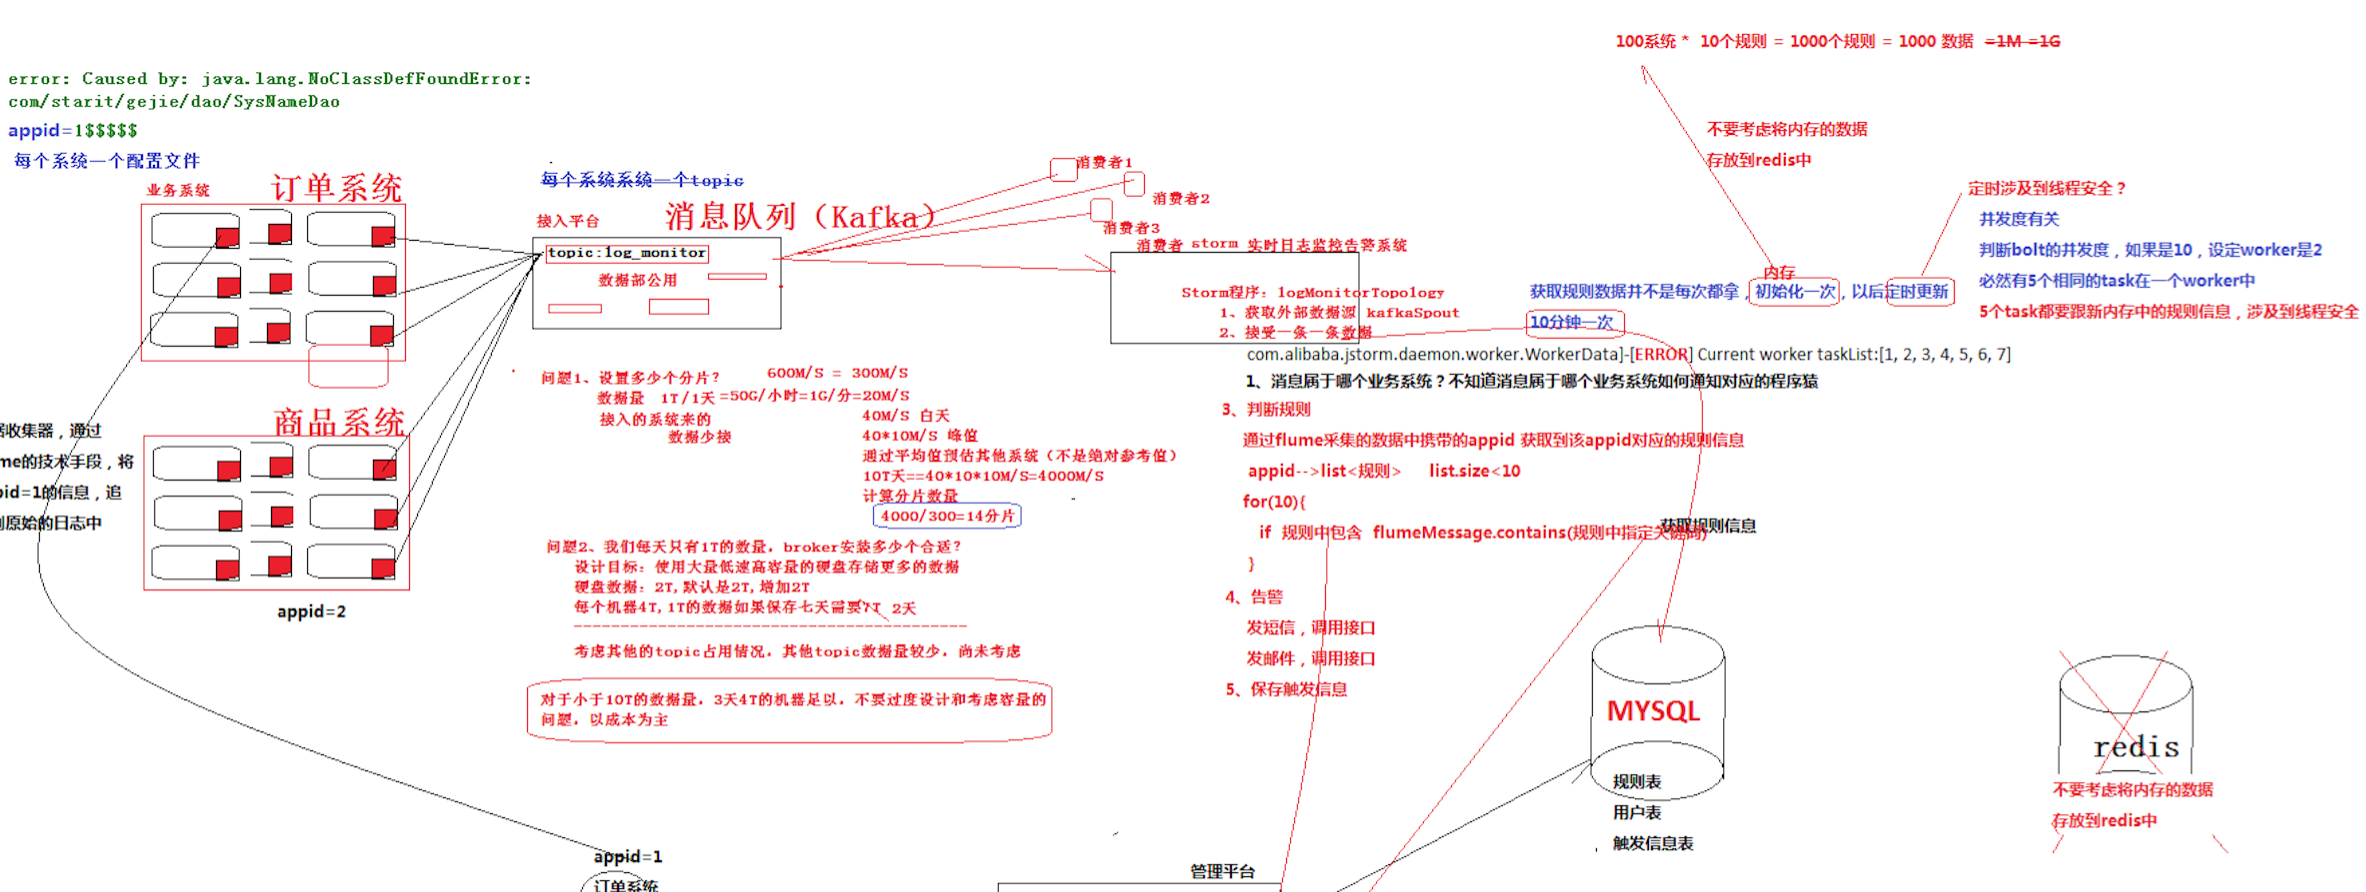 100系统 * 10个规则 = 1000个规则 = 1000 数据 =1M =1G
error: Caused by: java.lang.NoClassDefFoundError:
com/starit/gejie/dao/SysNameDao
appid=1$$$$$
每个系统一个配置文件
不要考虑将内存的数据
存放到redis中
业务系统
订单系统
每个系统系统一个topic
接入平台
消息队列（Kafka）
topic:log_monitor
数据部公用
消费者1
消费者2
消费者3
消费者 storm 实时日志监控告警系统
Storm程序：logMonitorTopology
1、获取外部数据源 kafkaSpout
2、接受一条一条数据
定时涉及到线程安全？
并发度有关
判断bolt的并发度，如果是10，设定worker是2
必然有5个相同的task在一个worker中
5个task都要跟新内存中的规则信息，涉及到线程安全
内存
获取规则数据并不是每次都拿，初始化一次，以后定时更新
10分钟一次
com.alibaba.jstorm.daemon.worker.WorkerData]-[ERROR] Current worker taskList:[1, 2, 3, 4, 5, 6, 7]
1、消息属于哪个业务系统？不知道消息属于哪个业务系统如何通知对应的程序猿
3、判断规则
通过flume采集的数据中携带的appid 获取到该appid对应的规则信息
appid-->list<规则> list.size<10
for(10){
if 规则中包含 flumeMessage.contains(规则中指定关键词)
}
获取规则信息
4、告警
发短信，调用接口
发邮件，调用接口
5、保存触发信息
问题1、设置多少个分片？
600M/S = 300M/S
数据量 1T/1天=50G/小时=1G/分=20M/S
接入的系统来的
数据少接
40M/S 白天
40*10M/S 峰值
通过平均值预估其他系统（不是绝对参考值）
10T天==40*10*10M/S=4000M/S
计算分片数量
4000/300=14分片
问题2、我们每天只有1T的数量，broker安装多少个合适？
设计目标：使用大量低速高容量的硬盘存储更多的数据
硬盘数据：2T,默认是2T,增加2T
每个机器4T,1T的数据如果保存七天需要7T 2天
考虑其他的topic占用情况，其他topic数据量较少，尚未考虑
对于小于10T的数据量，3天4T的机器足以，不要过度设计和考虑容量的
问题，以成本为主
商品系统
appid=2
据收集器，通过
me的技术手段，将
pid=1的信息，追
到原始的日志中
appid=1
订单系统
管理平台
MYSQL
规则表
用户表
触发信息表
redis
不要考虑将内存的数据
存放到redis中